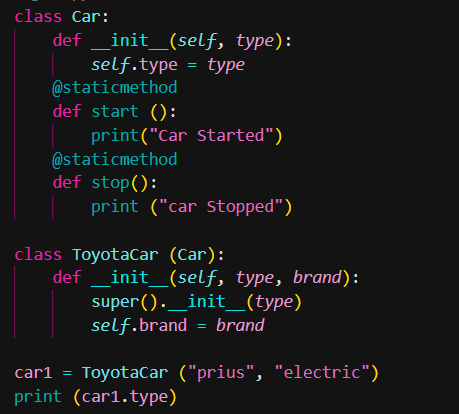 class Car:
    def __init__(self, type):
        self.type = type
    @staticmethod
    def start ():
        print("Car Started")
    @staticmethod
    def stop():
        print ("car Stopped")

class ToyotaCar (Car):
    def __init__(self, type, brand):
        super().__init__(type)
        self.brand = brand

car1 = ToyotaCar ("prius", "electric")
print (car1.type)